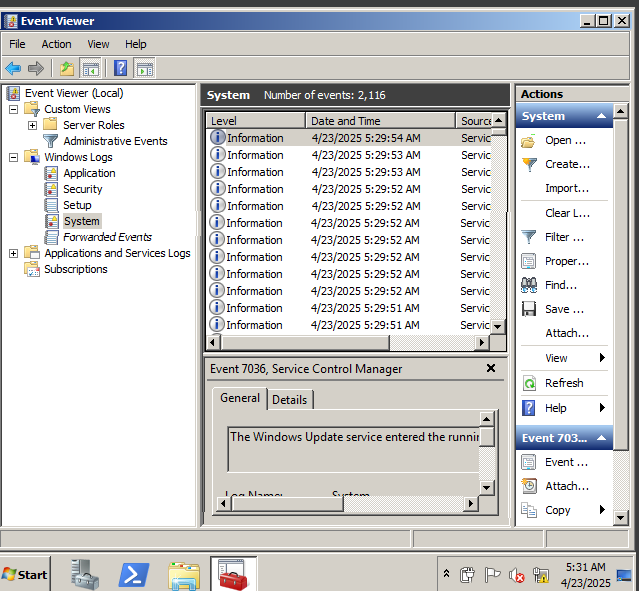 Event Viewer
File Action View Help
Event Viewer (Local)
Custom Views
Server Roles
Administrative Events
Windows Logs
Application
Security
Setup
System
Forwarded Events
Applications and Services Logs
Subscriptions
System Number of events: 2,116
Level Date and Time Source
Information 4/23/2025 5:29:54 AM Servic
Information 4/23/2025 5:29:53 AM Servic
Information 4/23/2025 5:29:53 AM Servic
Information 4/23/2025 5:29:52 AM Servic
Information 4/23/2025 5:29:52 AM Servic
Information 4/23/2025 5:29:52 AM Servic
Information 4/23/2025 5:29:52 AM Servic
Information 4/23/2025 5:29:52 AM Servic
Information 4/23/2025 5:29:52 AM Servic
Information 4/23/2025 5:29:52 AM Servic
Information 4/23/2025 5:29:51 AM Servic
Information 4/23/2025 5:29:51 AM Servic
Event 7036, Service Control Manager
General Details
The Windows Update service entered the runnin
Log Name: System
Actions
System
Open ...
Create...
Import...
Clear L...
Filter ...
Proper...
Find...
Save ...
Attach...
View
Refresh
Help
Event 703...
Event ...
Attach...
Copy
Start
5:31 AM
4/23/2025